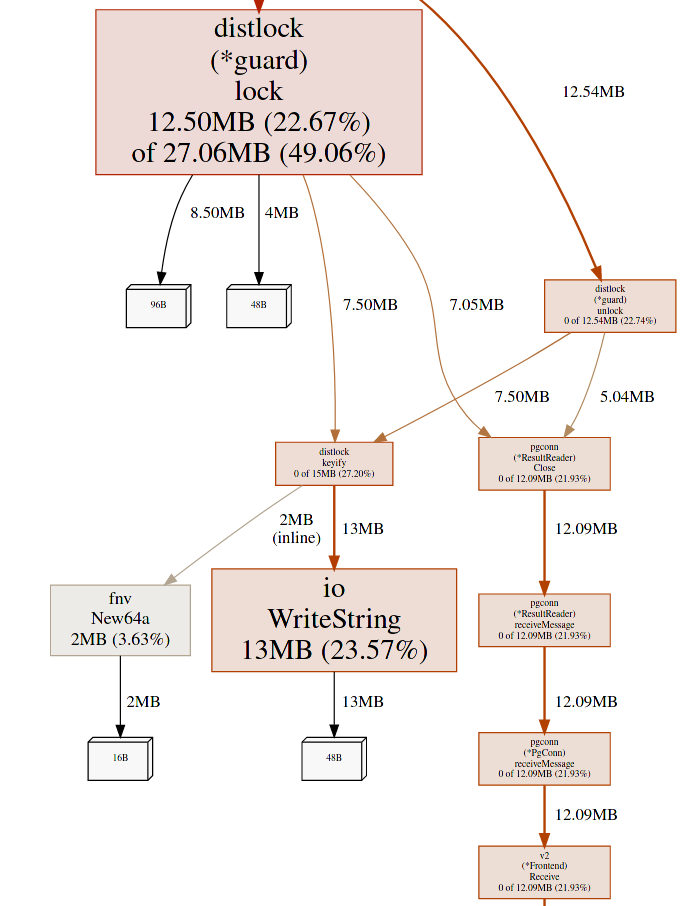 distlock
(*guard)
lock
12.50MB (22.67%)
of 27.06MB (49.06%)
12.54MB
8.50MB
4MB
96B
48B
7.50MB
7.05MB
distlock
(*guard)
unlock
0 of 12.54MB (22.74%)
7.50MB
5.04MB
distlock
keyify
0 of 15MB (27.20%)
pgconn
(*ResultReader)
Close
0 of 12.09MB (21.93%)
2MB
(inline)
13MB
12.09MB
fnv
New64a
2MB (3.63%)
io
WriteString
13MB (23.57%)
pgconn
(*ResultReader)
receiveMessage
0 of 12.09MB (21.93%)
2MB
13MB
12.09MB
16B
48B
pgconn
(*PgConn)
receiveMessage
0 of 12.09MB (21.93%)
12.09MB
v2
(*Frontend)
Receive
0 of 12.09MB (21.93%)